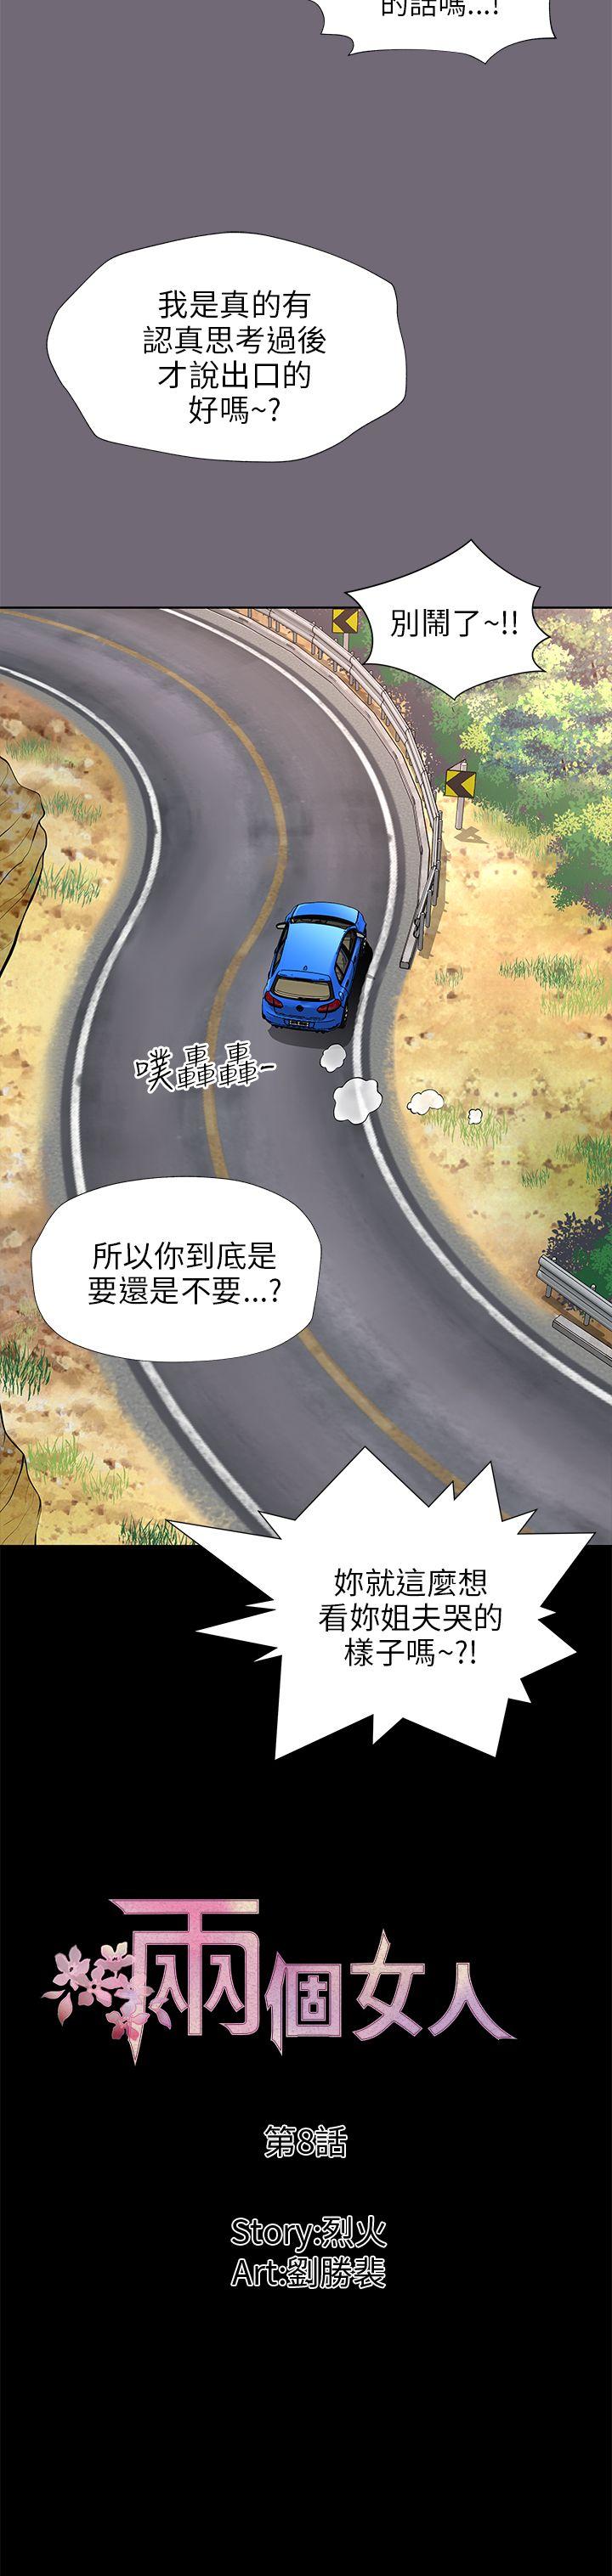 的話嗎...!
我是真的有
認真思考過後
才說出口的
好嗎~?
別鬧了~!!
噗轟轟~
所以你到底是
要還是不要...?
妳就這麼想
看妳姐夫哭的
樣子嗎~?!
兩個女人
第8話
Story:烈火
Art:劉勝裴